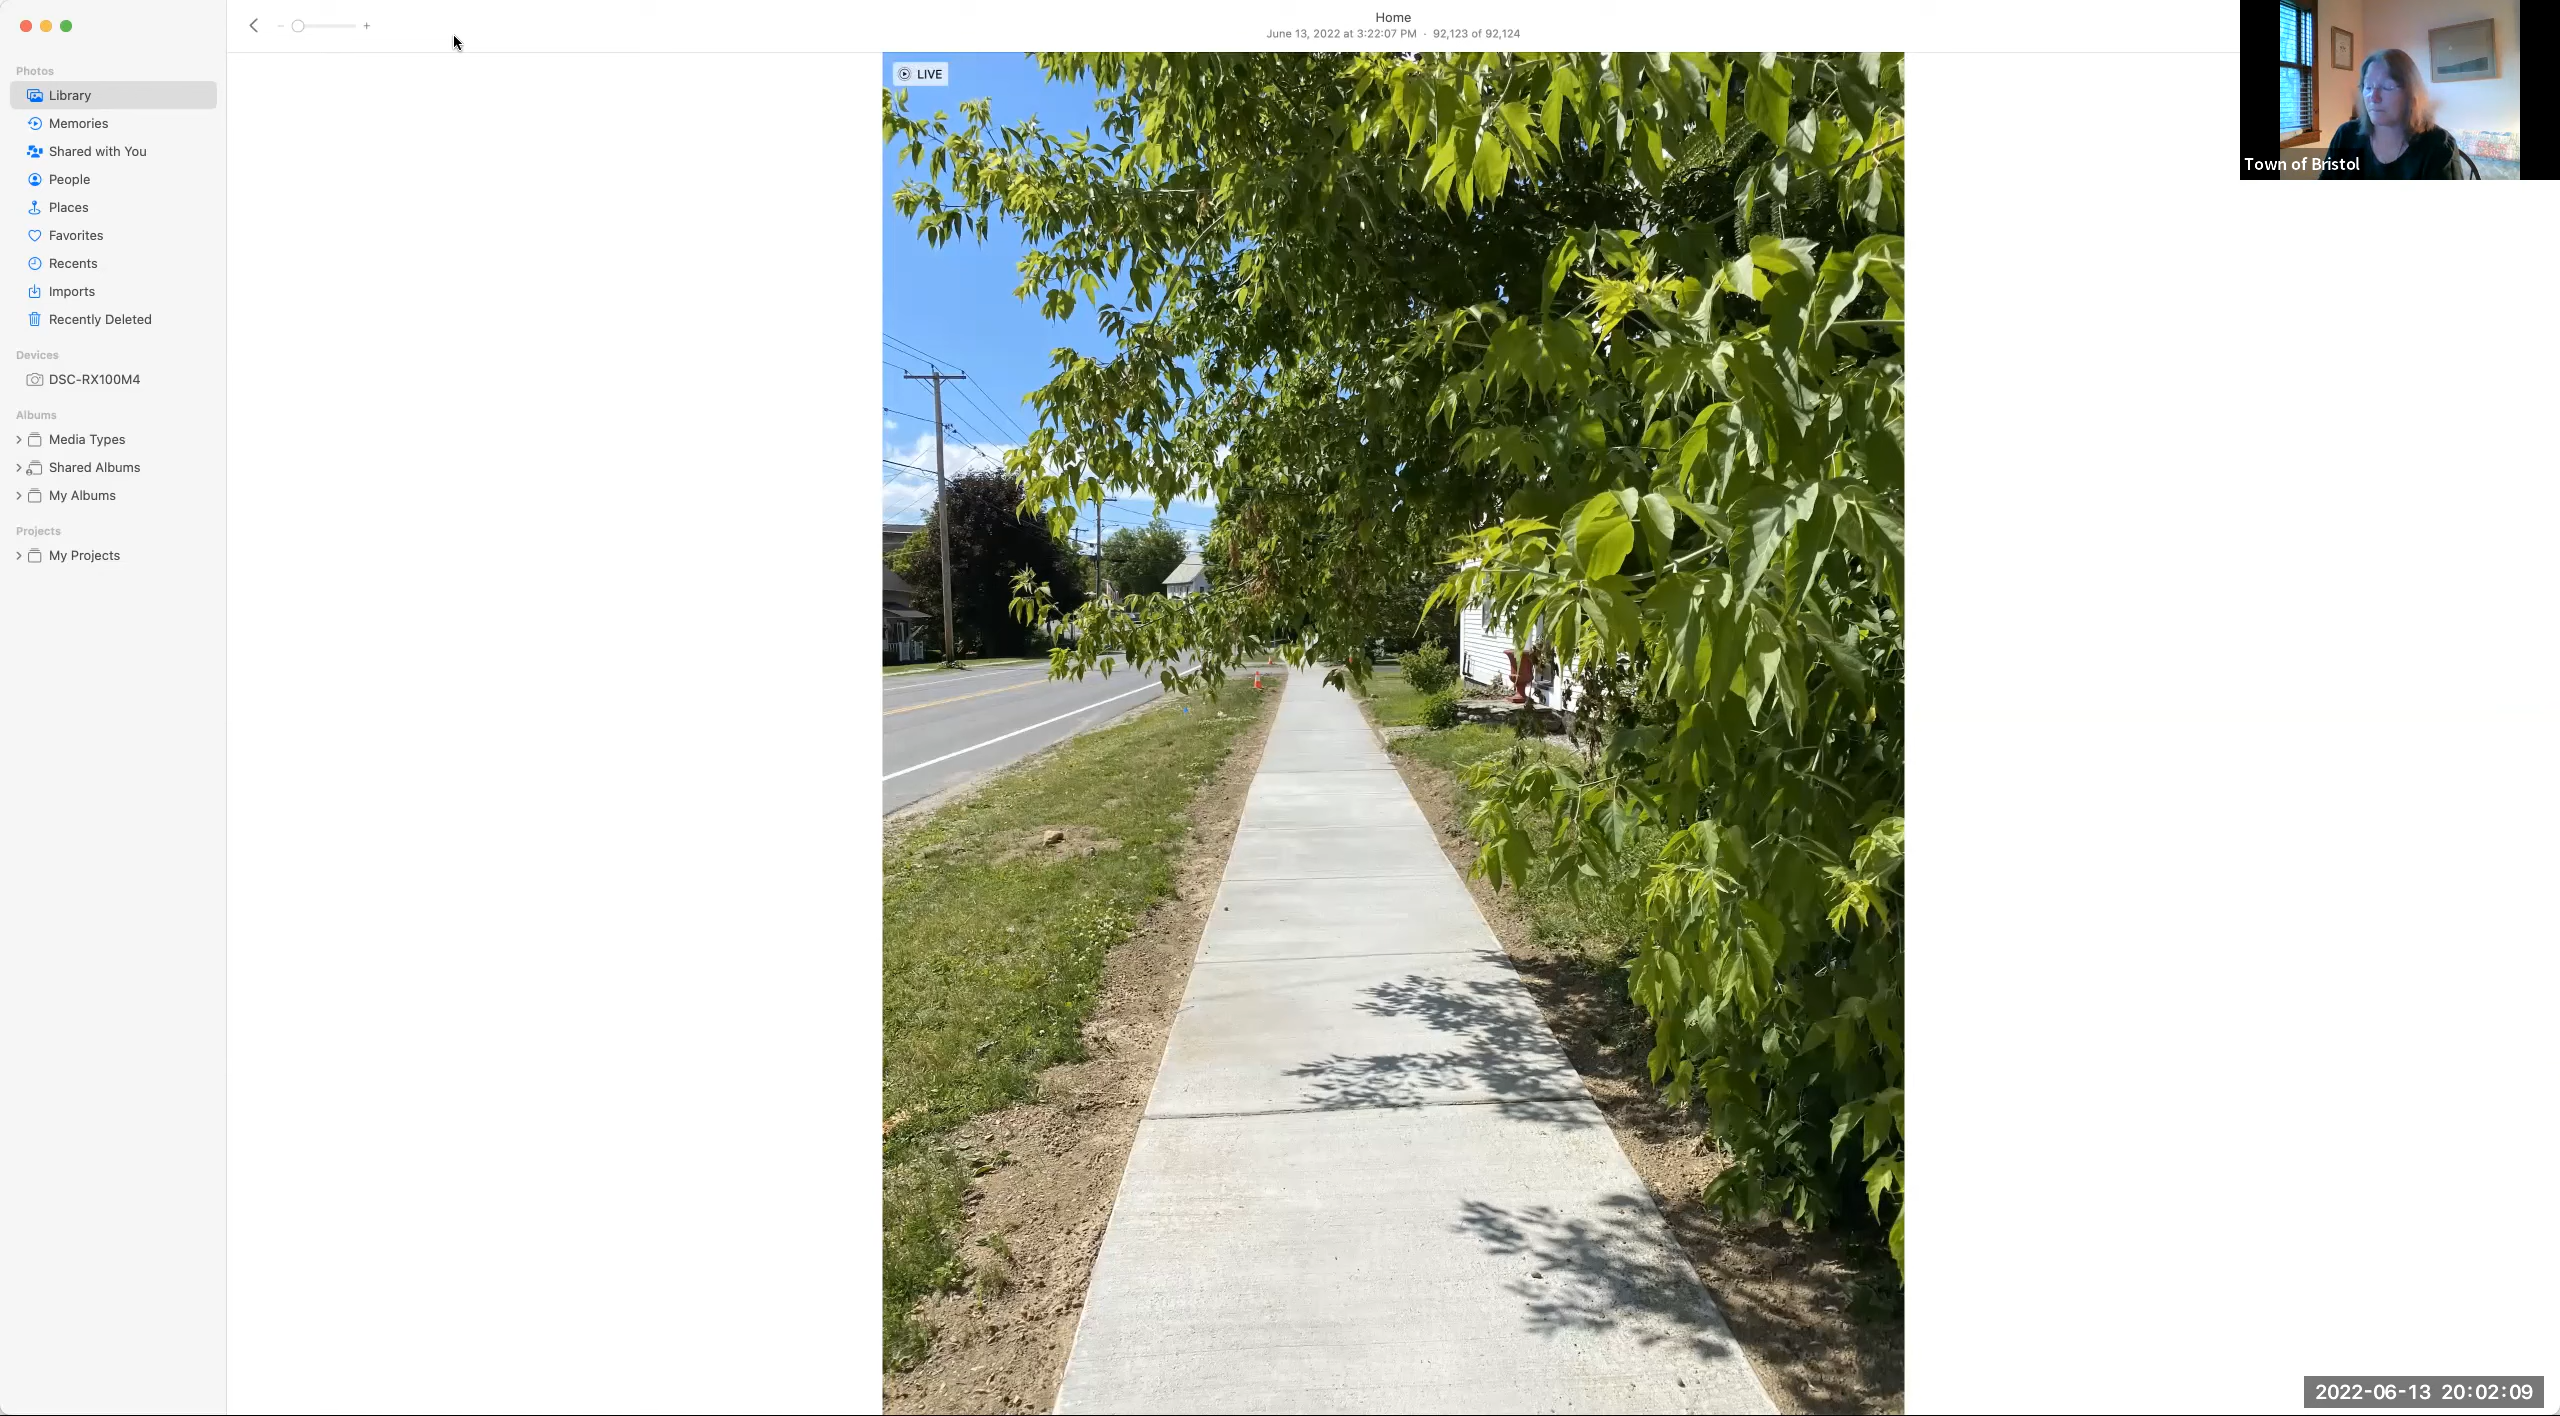 Home
June 13, 2022 at 3:22:07 PM · 92,123 of 92,124
Photos
Library
Memories
Shared with You
People
Places
Favorites
Recents
Imports
Recently Deleted
Devices
DSC-RX100M4
Albums
Media Types
Shared Albums
My Albums
Projects
My Projects
LIVE
Town of Bristol
2022-06-13 20:02:09